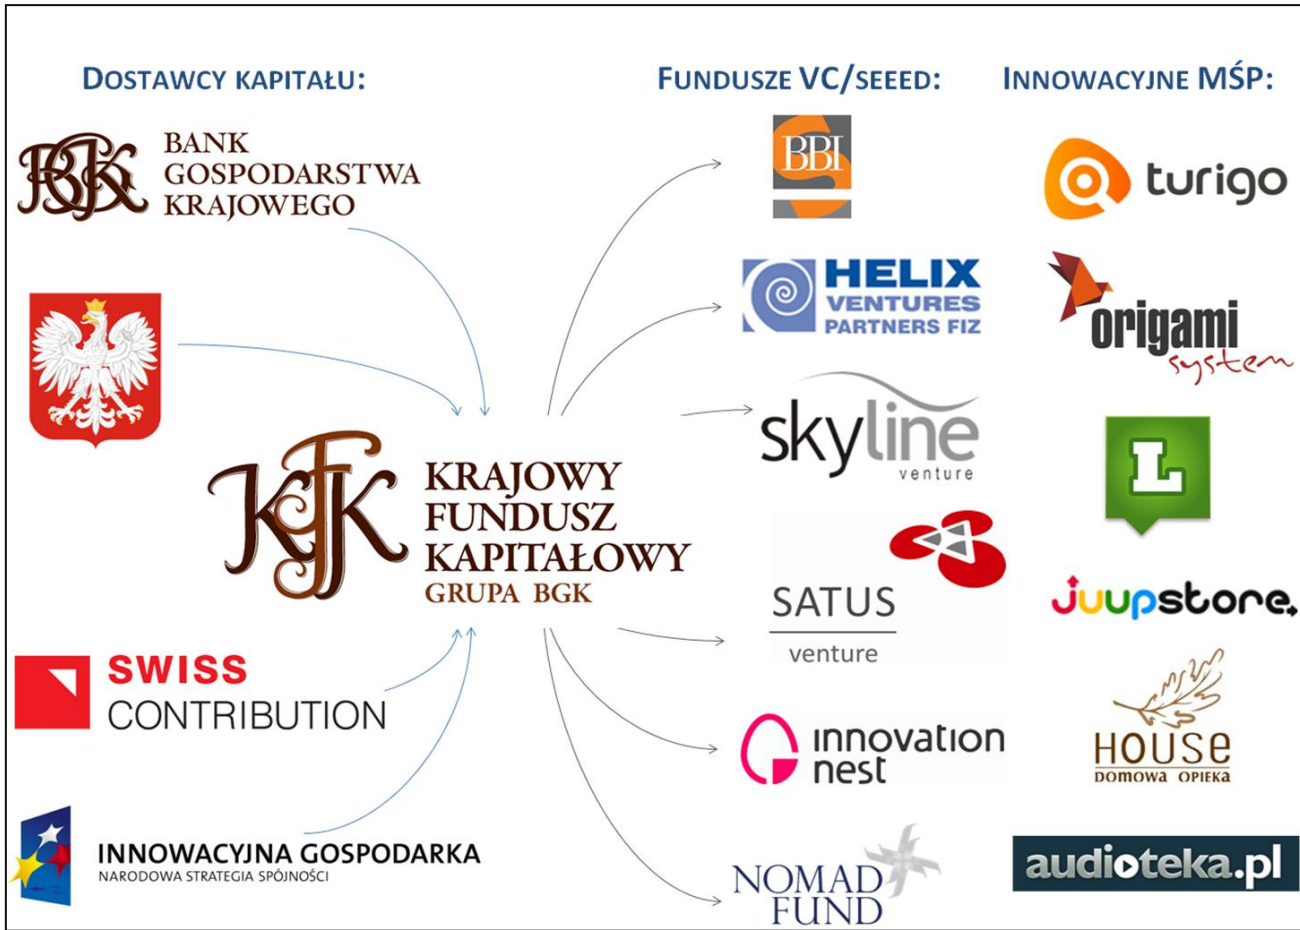 DOSTAWCY KAPITAŁU:
FUNDUSZE VC/SEEED:
INNOWACYJNE MŚP:
BGK
BANK
GOSPODARSTWA
KRAJOWEGO
KFK
KRAJOWY
FUNDUSZ
KAPITAŁOWY
GRUPA BGK
SWISS
CONTRIBUTION
INNOWACYJNA GOSPODARKA
NARODOWA STRATEGIA SPÓJNOŚCI
BBI
HELIX
VENTURES
PARTNERS FIZ
skyline
venture
SATUS
venture
innovation
nest
NOMAD
FUND
turigo
origami
system
L
juupstore
HOUSE
DOMOWA OPIEKA
audioteka.pl